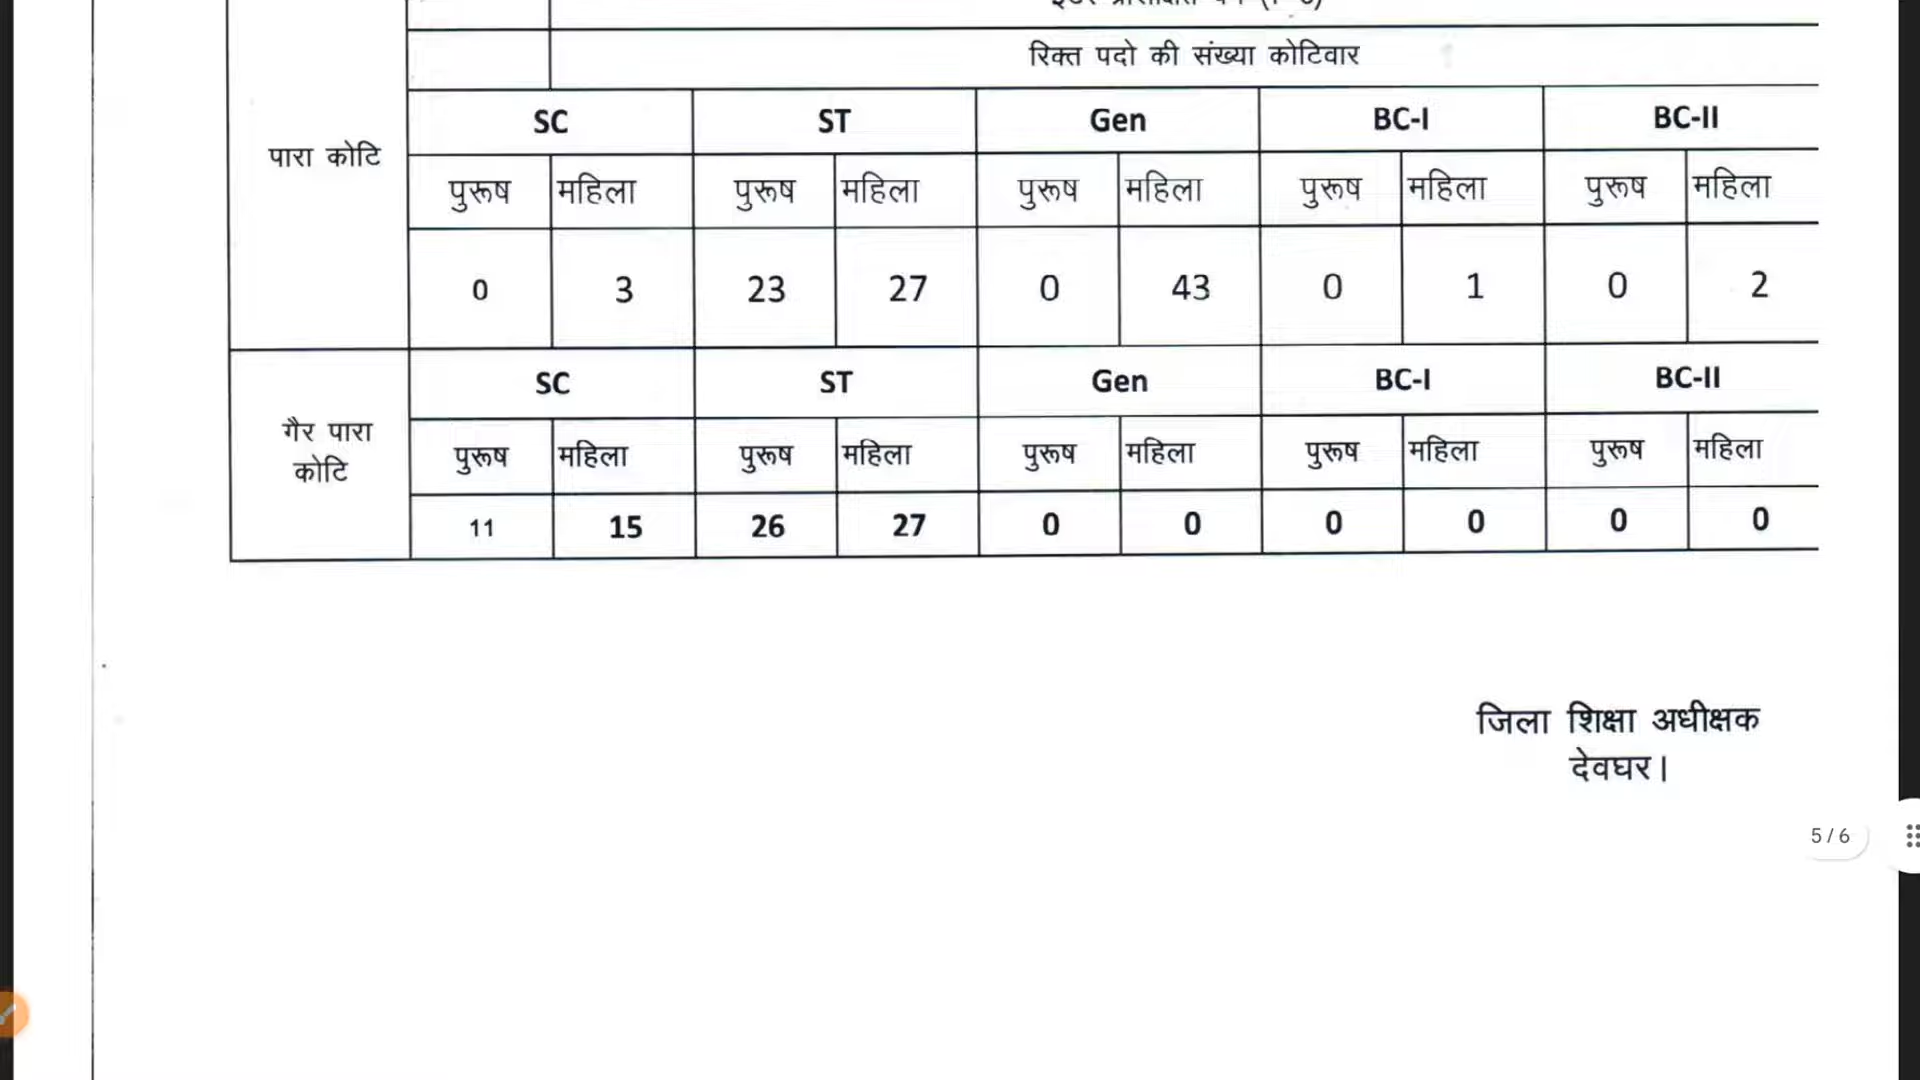 रिक्त पदो की संख्या कोटिवार
पारा कोटि
SC ST Gen BC-I BC-II
पुरूष महिला पुरूष महिला पुरूष महिला पुरूष महिला पुरूष महिला
0 3 23 27 0 43 0 1 0 2
गैर पारा
कोटि
SC ST Gen BC-I BC-II
पुरूष महिला पुरूष महिला पुरूष महिला पुरूष महिला पुरूष महिला
11 15 26 27 0 0 0 0 0 0
जिला शिक्षा अधीक्षक
देवघर।
5 / 6